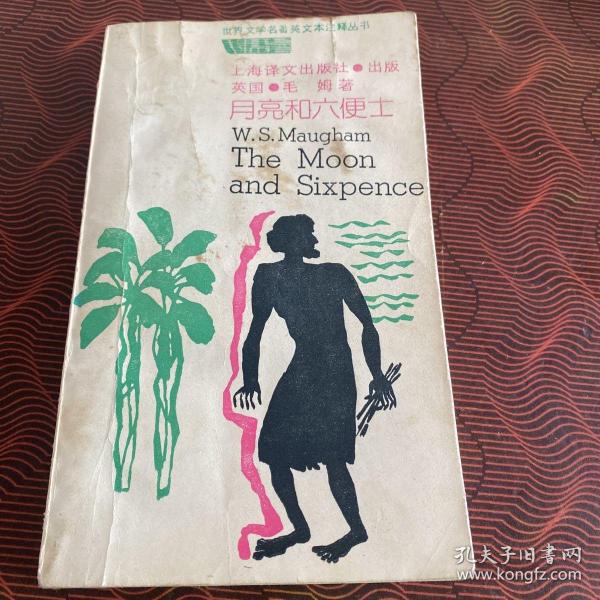 世界文学名著英文本注释丛书
上海译文出版社●出版
英国●毛 姆著
月亮和六便士
W. S. Maugham
The Moon
and Sixpence
孔夫子旧书网
www.kongfz.com